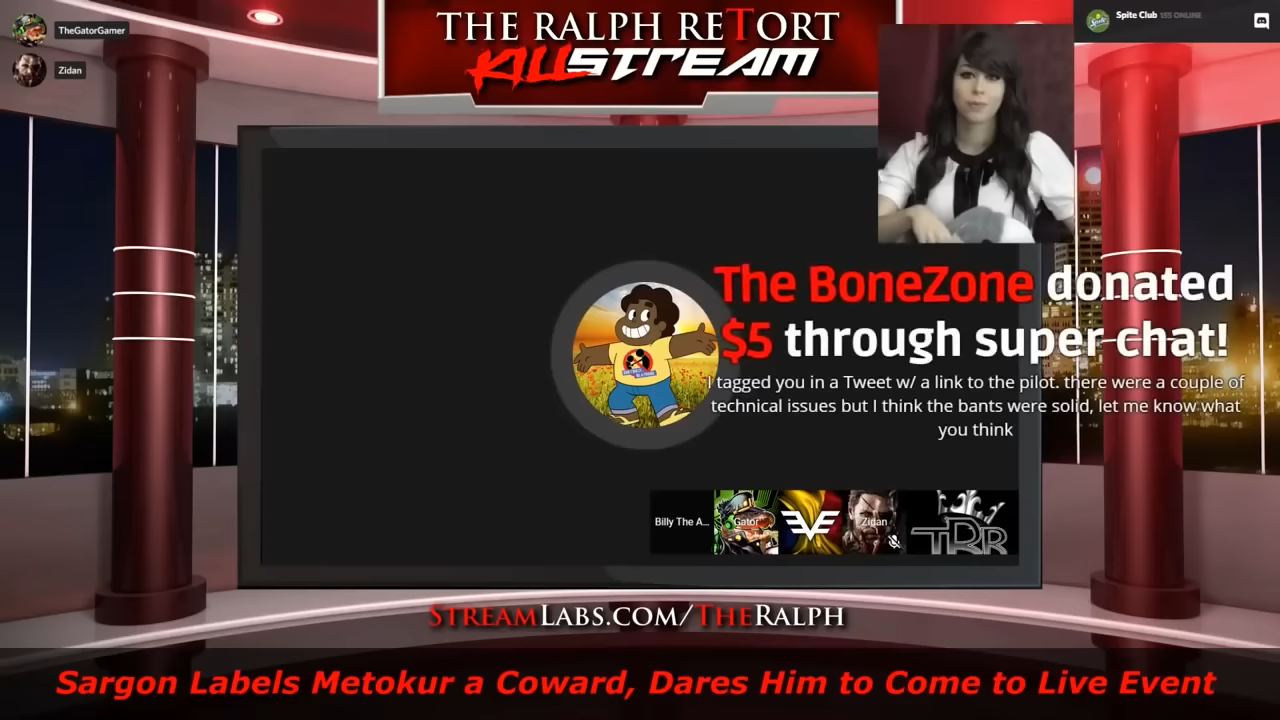 TheGatorGamer
Zidan
THE RALPH RETORT
KILLSTREAM
Spite Club 155 ONLINE
The BoneZone donated
$5 through super chat!
I tagged you in a Tweet w/ a link to the pilot. there were a couple of
technical issues but I think the bants were solid, let me know what
you think
Billy The A...
Gator
Zidan
TRR
STREAMLABS.COM/THERALPH
Sargon Labels Metokur a Coward, Dares Him to Come to Live Event